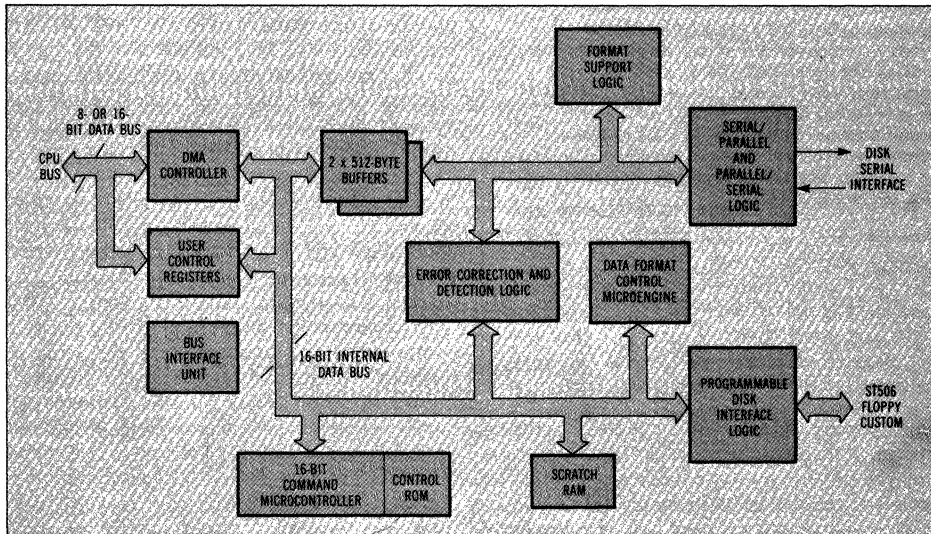 FORMAT
SUPPORT
LOGIC
8- OR 16-
BIT DATA BUS
CPU
BUS
DMA
CONTROLLER
2 x 512-BYTE
BUFFERS
SERIAL/
PARALLEL
AND
PARALLEL/
SERIAL
LOGIC
DISK
SERIAL
INTERFACE
USER
CONTROL
REGISTERS
ERROR CORRECTION AND
DETECTION LOGIC
DATA FORMAT
CONTROL
MICROENGINE
BUS
INTERFACE
UNIT
16-BIT INTERNAL
DATA BUS
PROGRAMMABLE
DISK
INTERFACE
LOGIC
ST506
FLOPPY
CUSTOM
16-BIT
COMMAND
MICROCONTROLLER
CONTROL
ROM
SCRATCH
RAM